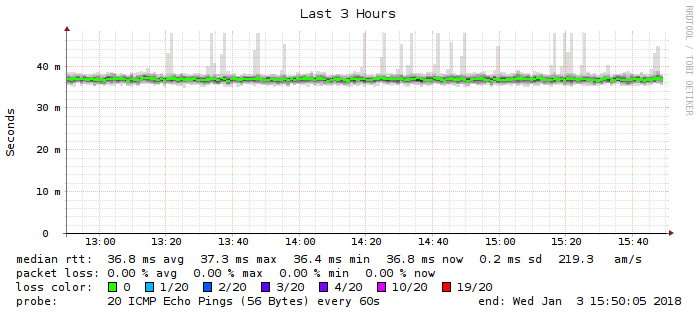 Last 3 Hours
RRDTOOL / TOBI OETIKER
Seconds
40 m
30 m
20 m
10 m
0
13:00 13:20 13:40 14:00 14:20 14:40 15:00 15:20 15:40
median rtt: 36.8 ms avg 37.3 ms max 36.4 ms min 36.8 ms now 0.2 ms sd 219.3 am/s
packet loss: 0.00 % avg 0.00 % max 0.00 % min 0.00 % now
loss color: 0 1/20 2/20 3/20 4/20 10/20 19/20
probe: 20 ICMP Echo Pings (56 Bytes) every 60s end: Wed Jan 3 15:50:05 2018